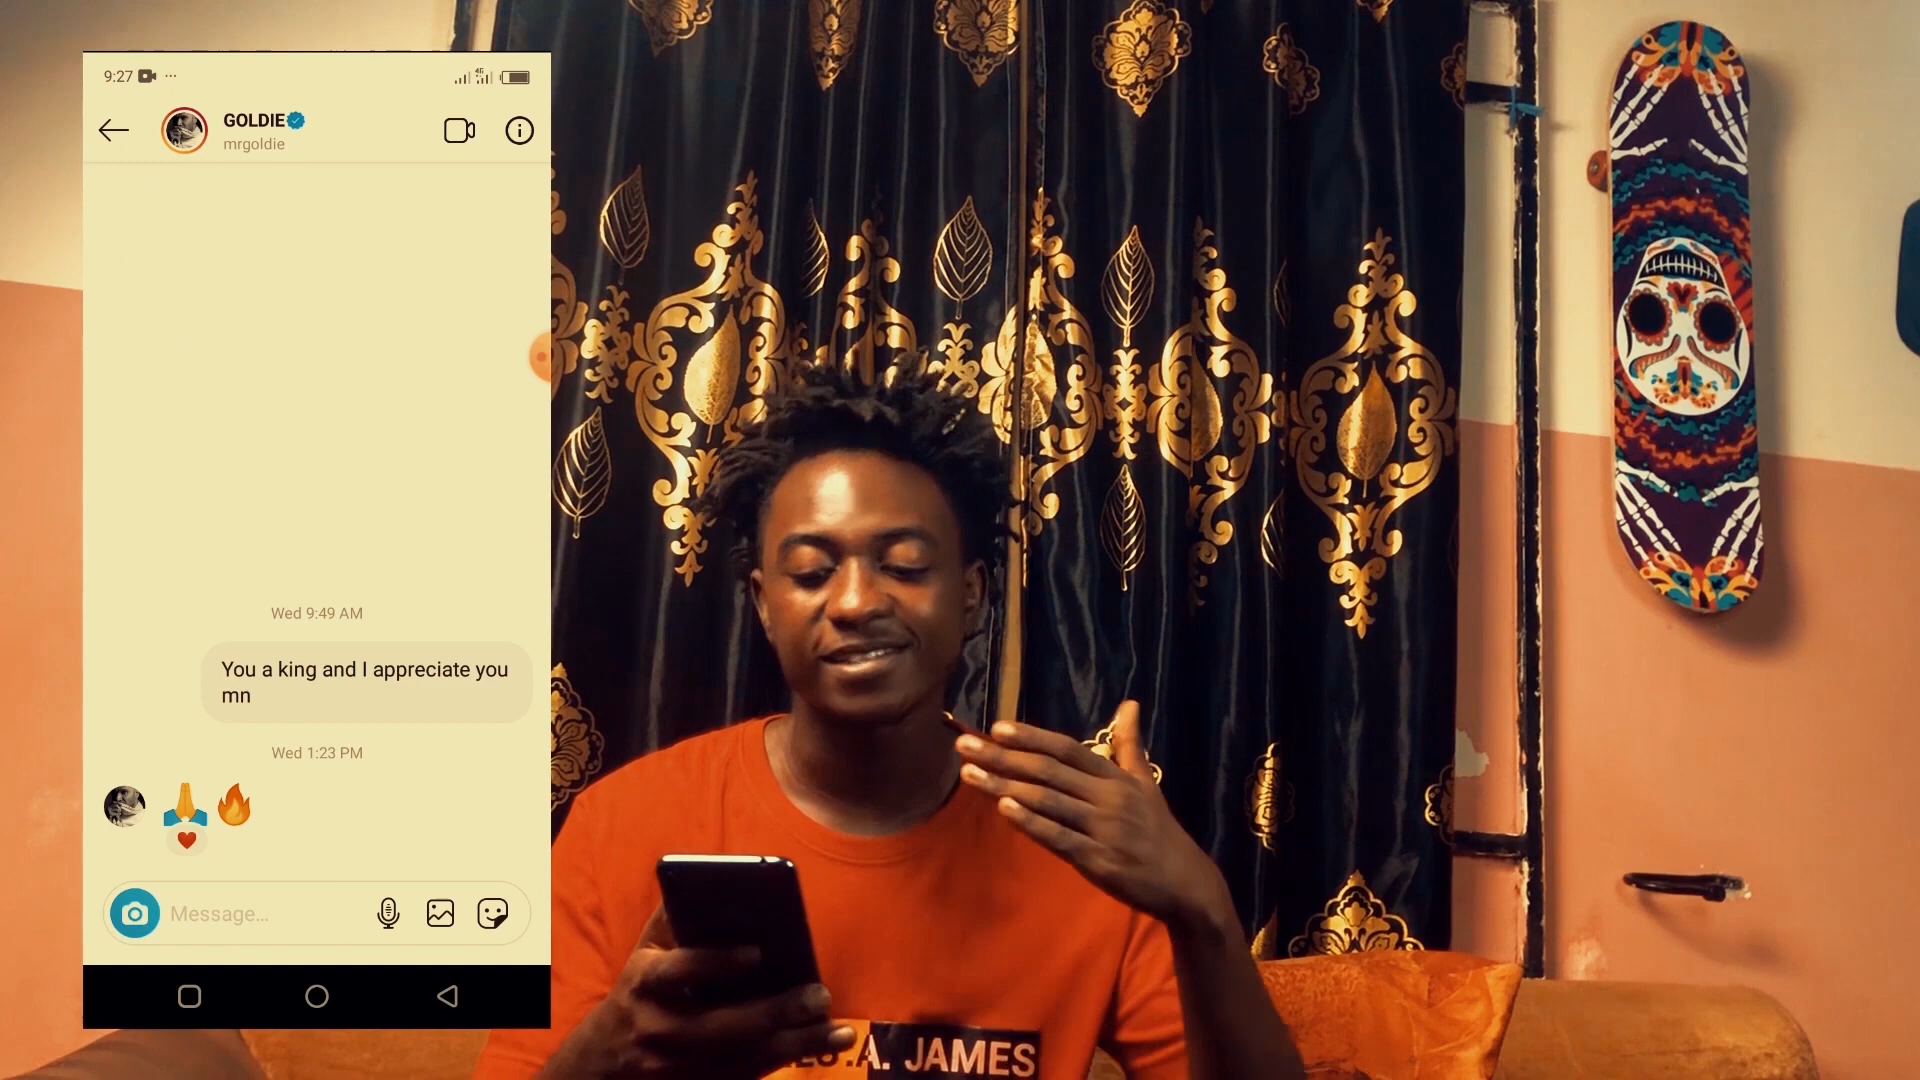 9:27
4G
GOLDIE
mrgoldie
Wed 9:49 AM
You a king and I appreciate you
mn
Wed 1:23 PM
Message...
A. JAMES